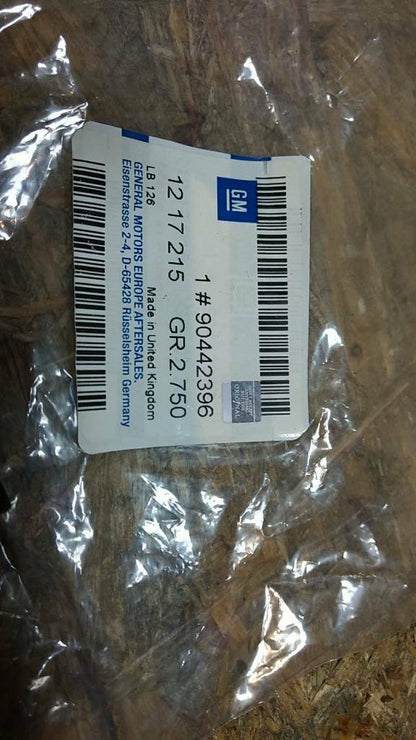 GM
1 # 90442396
12 17 215 GR.2.750
LB 126 Made in United Kingdom
GENERAL MOTORS EUROPE AFTERSALES.
Eisenstrasse 2-4, D-65428 Rüsselsheim Germany
ORIGINAL